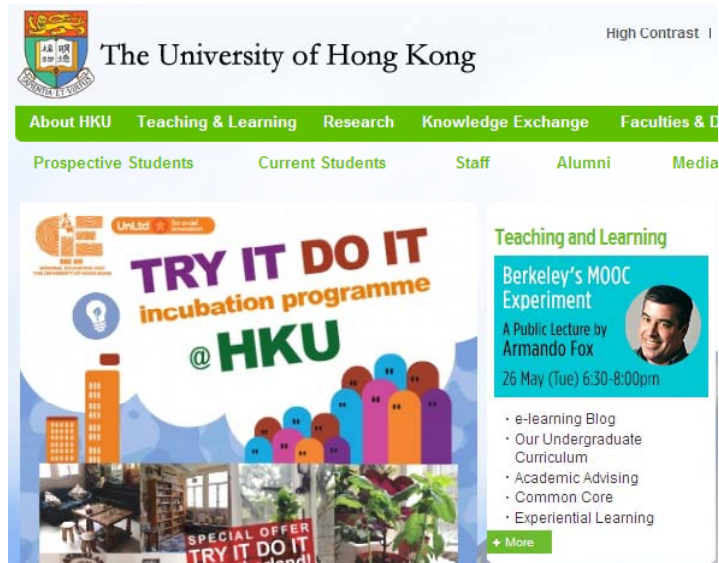 The University of Hong Kong
High Contrast |
About HKU Teaching & Learning Research Knowledge Exchange Faculties & D
Prospective Students Current Students Staff Alumni Media
UnLtd
TRY IT DO IT
incubation programme
@HKU
Teaching and Learning
Berkeley's MOOC
Experiment
A Public Lecture by
Armando Fox
26 May (Tue) 6:30-8:00pm
· e-learning Blog
· Our Undergraduate
Curriculum
· Academic Advising
· Common Core
· Experiential Learning
+ More
SPECIAL OFFER
TRY IT DO IT